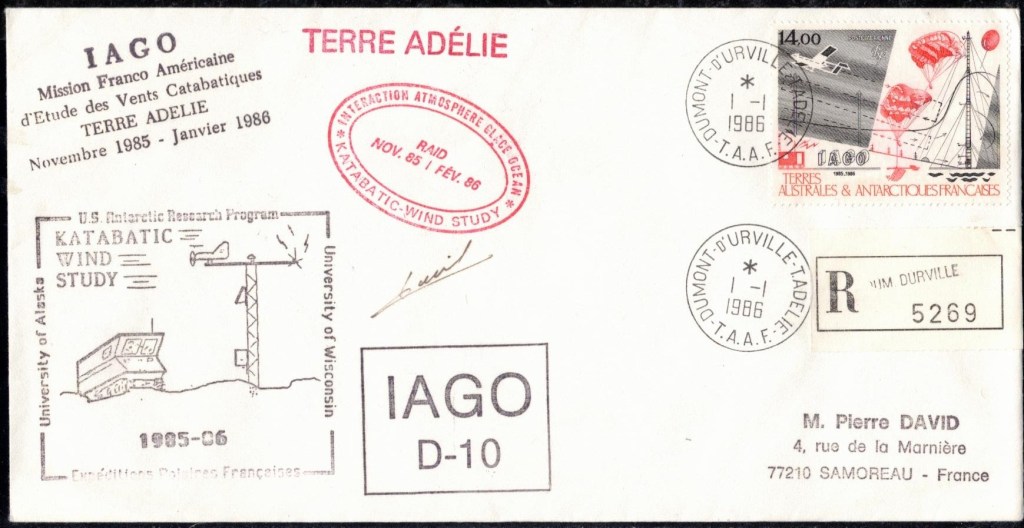 IAGO
Mission Franco Américaine
d'Etude des Vents Catabatiques
TERRE ADELIE
Novembre 1985 - Janvier 1986
TERRE ADÉLIE
* INTERACTION ATMOSPHERE GLACE OCEAN *
RAID
NOV. 85 / FÉV. 86
KATABATIC-WIND STUDY
14,00
IAGO
1985.1986
TERRES
AUSTRALES & ANTARCTIQUES FRANÇAISES
DUMONT-D'URVILLE-T.ADELIE
*
1 -1
1986
-T.A.A.F.-
DUMONT-D'URVILLE-T.ADELIE
*
1 -1
1986
-T.A.A.F.-
R
DURVILLE
5269
U.S. Antarctic Research Program
KATABATIC
WIND
STUDY
University of Alaska
University of Wisconsin
1985-86
Expéditions Polaires Françaises
IAGO
D-10
M. Pierre DAVID
4, rue de la Marnière
77210 SAMOREAU - France